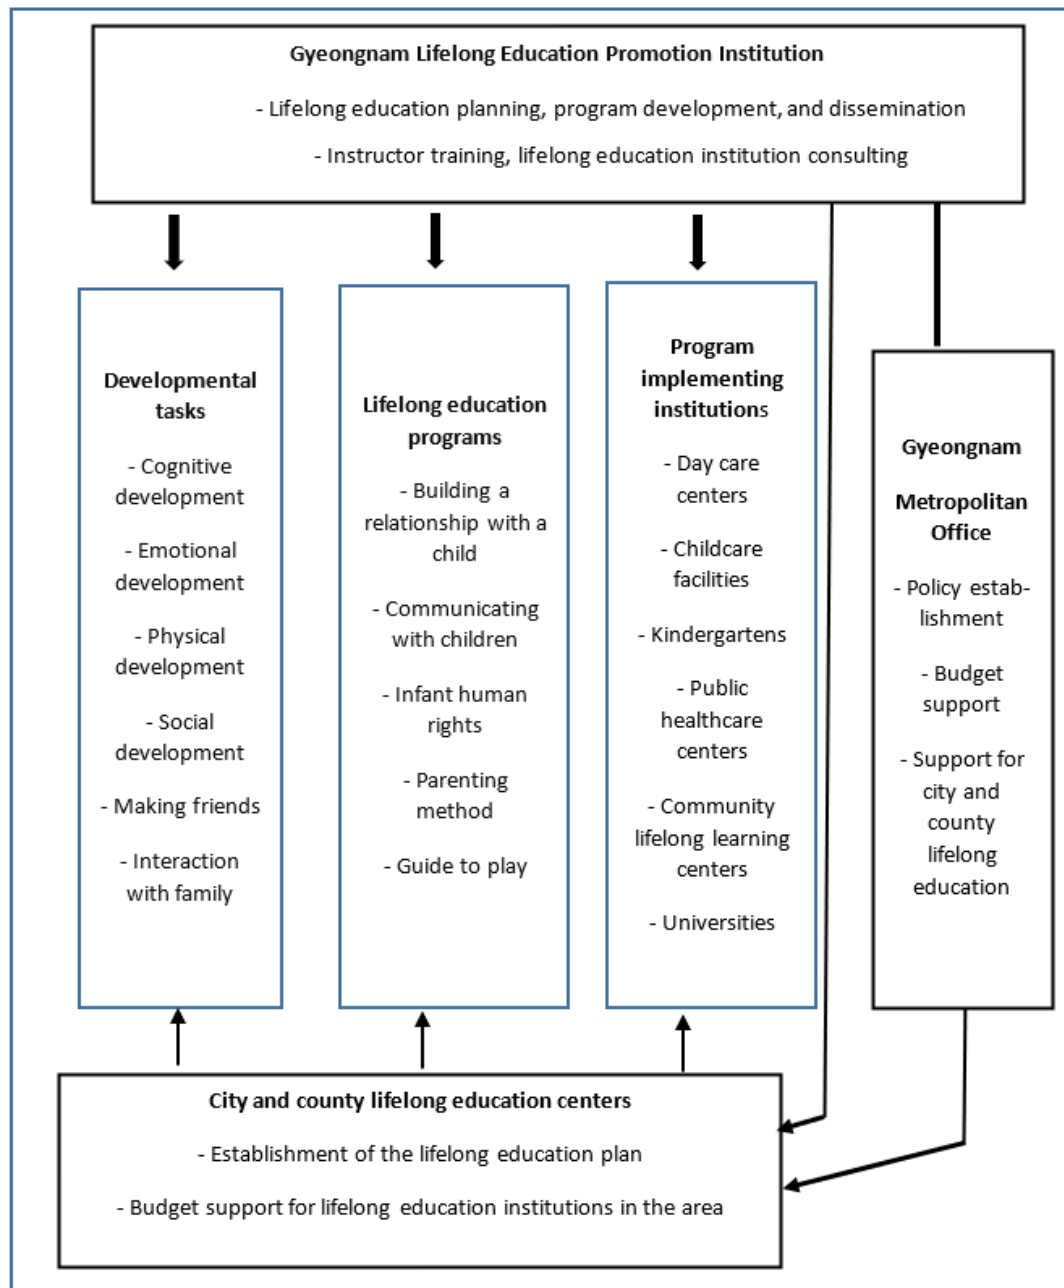 Gyeongnam Lifelong Education Promotion Institution
- Lifelong education planning, program development, and dissemination
- Instructor training, lifelong education institution consulting
Developmental
tasks
- Cognitive
development
- Emotional
development
- Physical
development
- Social
development
- Making friends
- Interaction
with family
Lifelong education
programs
- Building a
relationship with a
child
- Communicating
with children
- Infant human
rights
- Parenting
method
- Guide to play
Program
implementing
institutions
- Day care
centers
- Childcare
facilities
- Kindergartens
- Public
healthcare
centers
- Community
lifelong learning
centers
- Universities
Gyeongnam
Metropolitan
Office
- Policy estab-
lishment
- Budget
support
- Support for
city and
county
lifelong
education
City and county lifelong education centers
- Establishment of the lifelong education plan
- Budget support for lifelong education institutions in the area